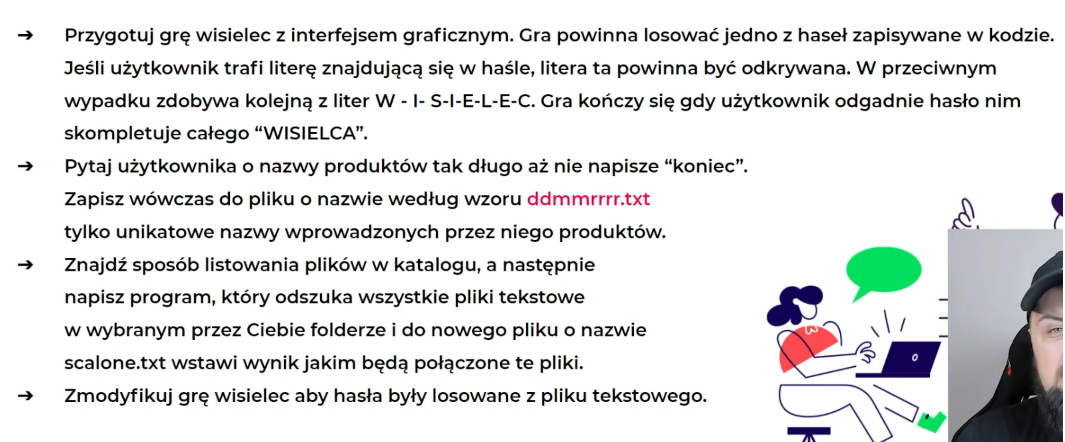 ➔ Przygotuj grę wisielec z interfejsem graficznym. Gra powinna losować jedno z haseł zapisywane w kodzie.
Jeśli użytkownik trafi literę znajdującą się w haśle, litera ta powinna być odkrywana. W przeciwnym
wypadku zdobywa kolejną z liter W - I- S-I-E-L-E-C. Gra kończy się gdy użytkownik odgadnie hasło nim
skompletuje całego “WISIELCA”.
➔ Pytaj użytkownika o nazwy produktów tak długo aż nie napisze “koniec”.
Zapisz wówczas do pliku o nazwie według wzoru ddmmrrrr.txt
tylko unikatowe nazwy wprowadzonych przez niego produktów.
➔ Znajdź sposób listowania plików w katalogu, a następnie
napisz program, który odszuka wszystkie pliki tekstowe
w wybranym przez Ciebie folderze i do nowego pliku o nazwie
scalone.txt wstawi wynik jakim będą połączone te pliki.
➔ Zmodyfikuj grę wisielec aby hasła były losowane z pliku tekstowego.